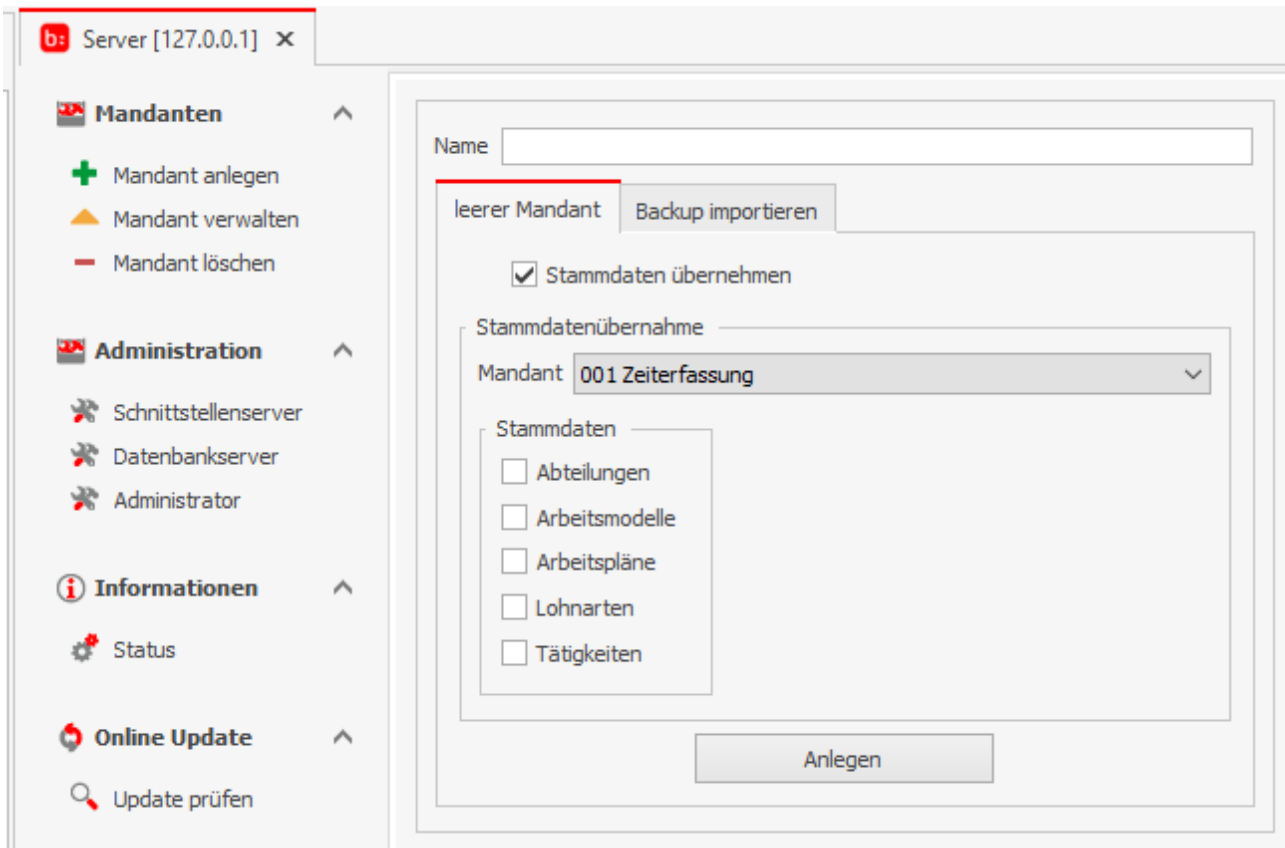 b:
Server [127.0.0.1]
Mandanten
Mandant anlegen
Mandant verwalten
Mandant löschen
Administration
Schnittstellenserver
Datenbankserver
Administrator
Informationen
Status
Online Update
Update prüfen
Name
leerer Mandant
Backup importieren
Stammdaten übernehmen
Stammdatenübernahme
Mandant
001 Zeiterfassung
Stammdaten
Abteilungen
Arbeitsmodelle
Arbeitspläne
Lohnarten
Tätigkeiten
Anlegen